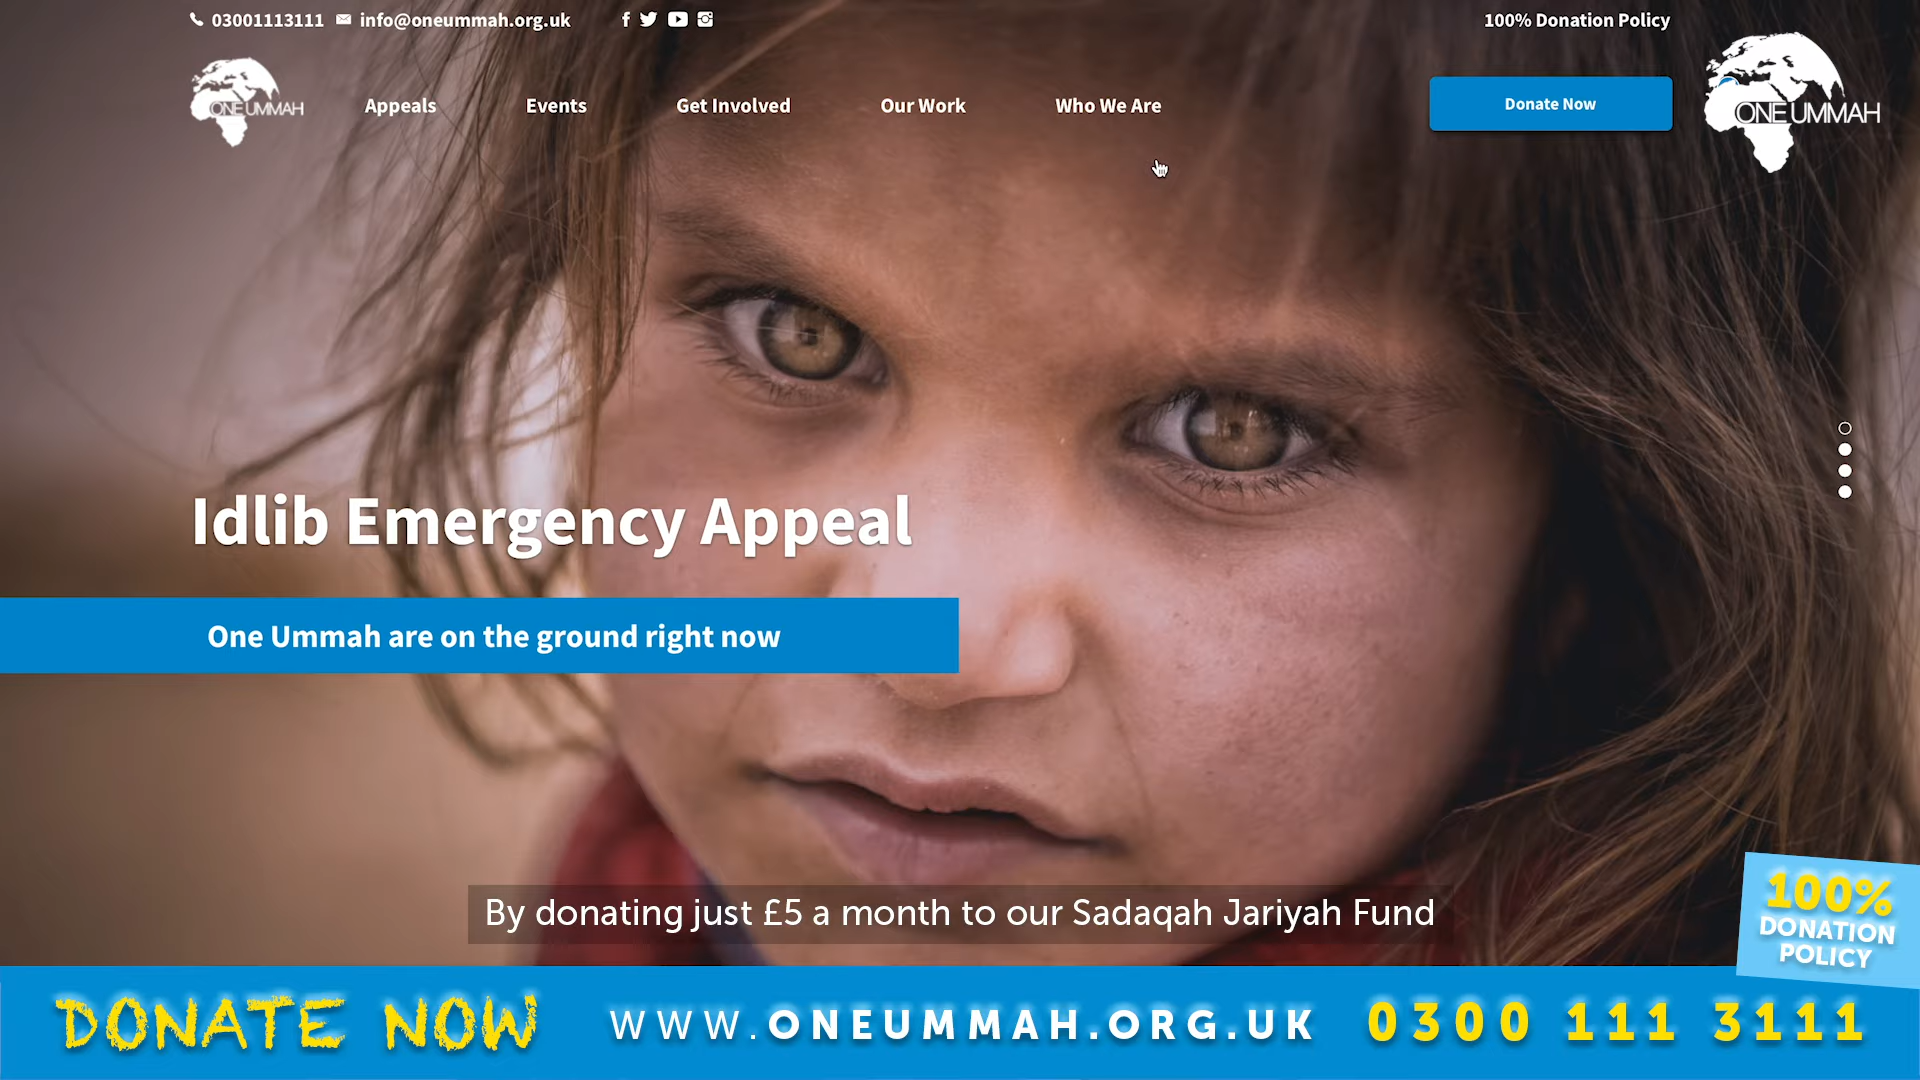 03001113111 info@oneummah.org.uk
100% Donation Policy
ONE UMMAH
Appeals Events Get Involved Our Work Who We Are
Donate Now
ONE UMMAH
Idlib Emergency Appeal
One Ummah are on the ground right now
By donating just £5 a month to our Sadaqah Jariyah Fund
100%
DONATION
POLICY
DONATE NOW WWW.ONEUMMAH.ORG.UK 0300 111 3111